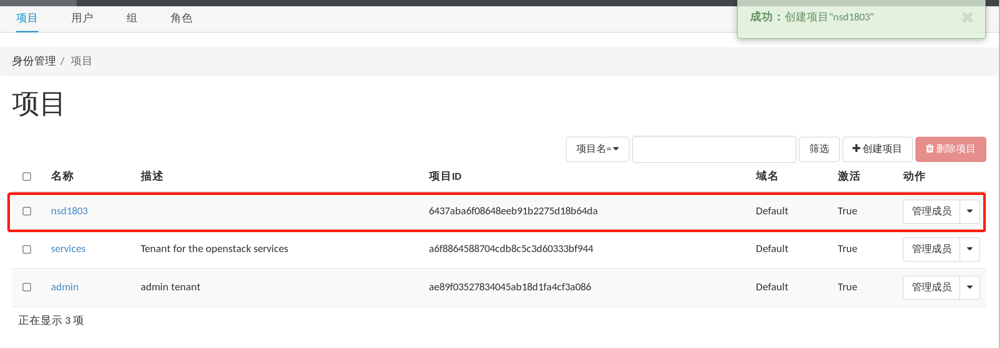 项目 用户 组 角色
成功：创建项目"nsd1803"
身份管理 / 项目
项目
项目名= 筛选 创建项目 删除项目
名称 描述 项目ID 域名 激活 动作
nsd1803 6437aba6f08648eeb91b2275d18b64da Default True 管理成员
services Tenant for the openstack services a6f8864588704cdb8c5c3d60333bf944 Default True 管理成员
admin admin tenant ae89f03527834045ab18d1fa4cf3a086 Default True 管理成员
正在显示 3 项